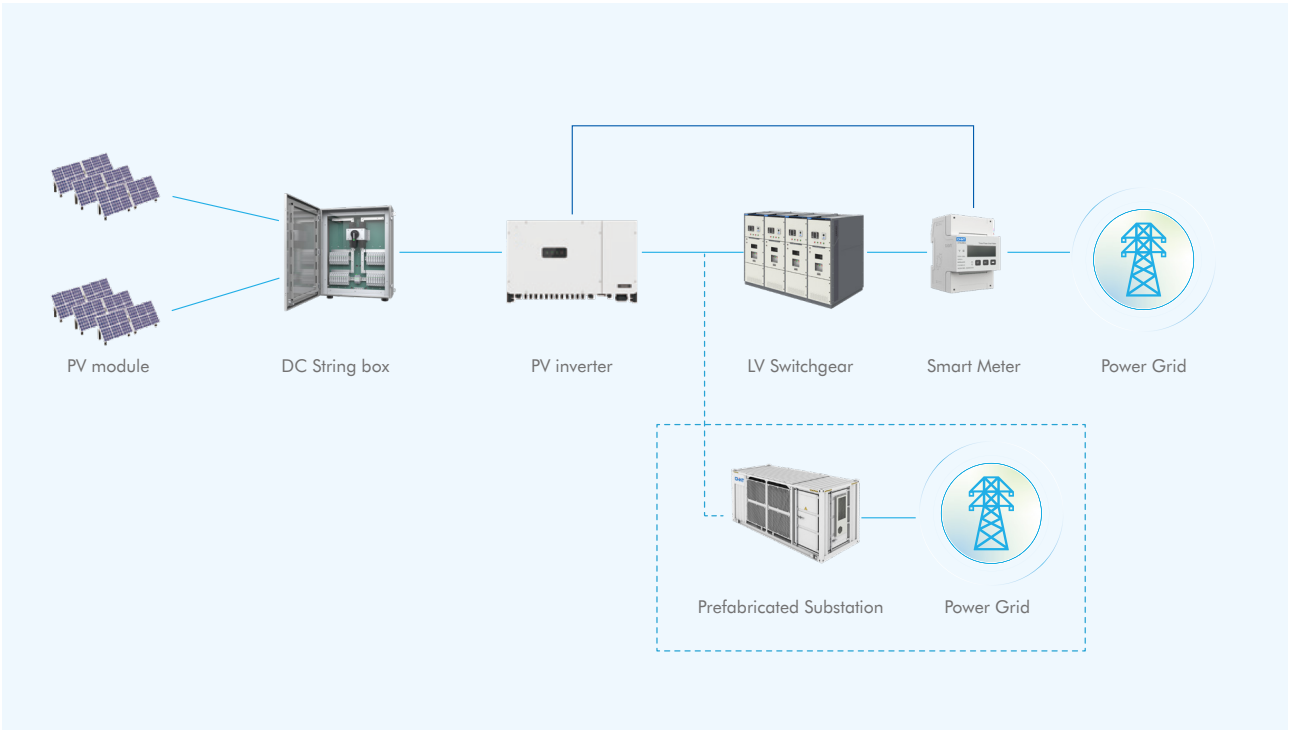 PV module
DC String box
PV inverter
LV Switchgear
Smart Meter
Power Grid
Prefabricated Substation
Power Grid